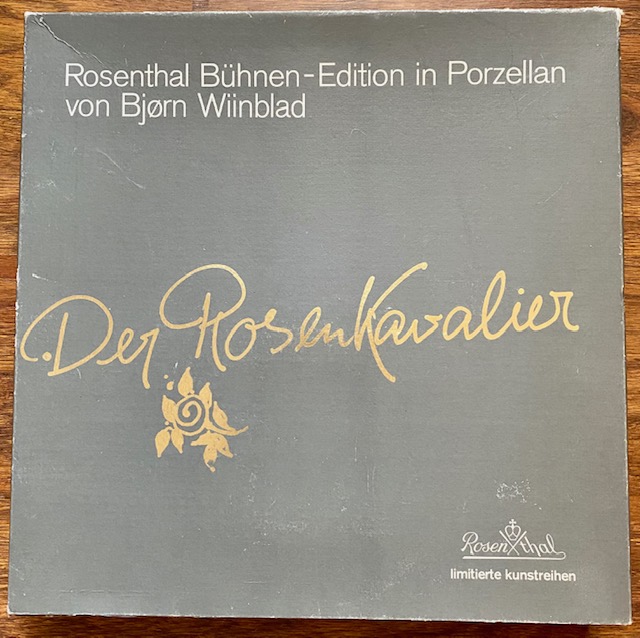 Rosenthal Bühnen-Edition in Porzellan
von Bjørn Wiinblad
Der Rosenkavalier
Rosenthal
limitierte kunstreihen